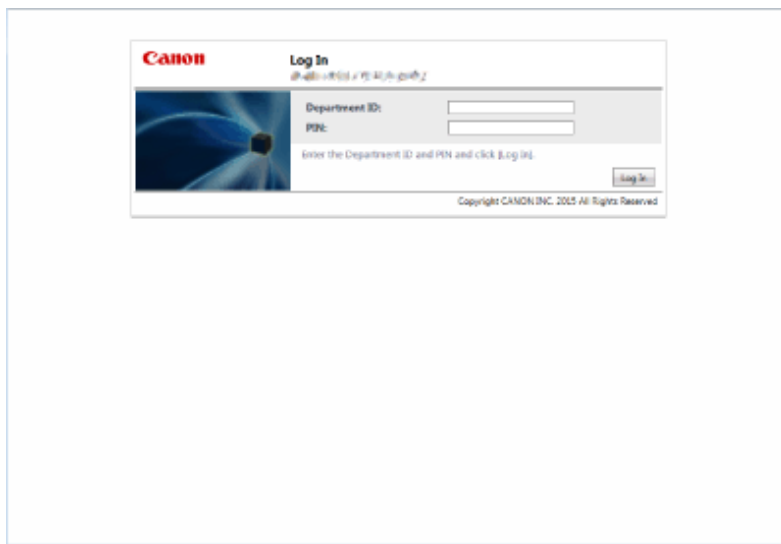 Canon
Log In
Department ID:
PIN:
Enter the Department ID and PIN and click [Log In].
Log In
Copyright CANON INC. 2015 All Rights Reserved